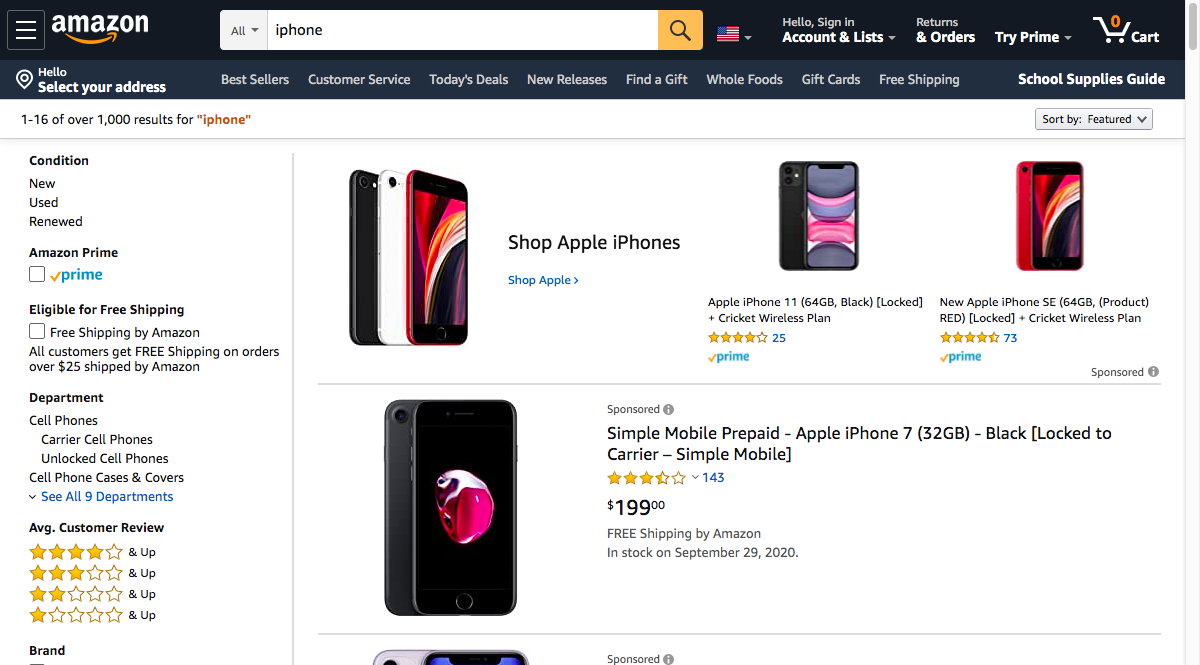 amazon
All
iphone
Hello, Sign in
Account & Lists
Returns
& Orders
Try Prime
0
Cart
Hello
Select your address
Best Sellers
Customer Service
Today's Deals
New Releases
Find a Gift
Whole Foods
Gift Cards
Free Shipping
School Supplies Guide
1-16 of over 1,000 results for "iphone"
Sort by: Featured
Condition
New
Used
Renewed
Amazon Prime
prime
Eligible for Free Shipping
Free Shipping by Amazon
All customers get FREE Shipping on orders
over $25 shipped by Amazon
Department
Cell Phones
Carrier Cell Phones
Unlocked Cell Phones
Cell Phone Cases & Covers
See All 9 Departments
Avg. Customer Review
& Up
& Up
& Up
& Up
Brand
Shop Apple iPhones
Shop Apple ›
Apple iPhone 11 (64GB, Black) [Locked]
+ Cricket Wireless Plan
25
prime
New Apple iPhone SE (64GB, (Product)
RED) [Locked] + Cricket Wireless Plan
73
prime
Sponsored
Sponsored
Simple Mobile Prepaid - Apple iPhone 7 (32GB) - Black [Locked to
Carrier – Simple Mobile]
143
$19900
FREE Shipping by Amazon
In stock on September 29, 2020.
Sponsored